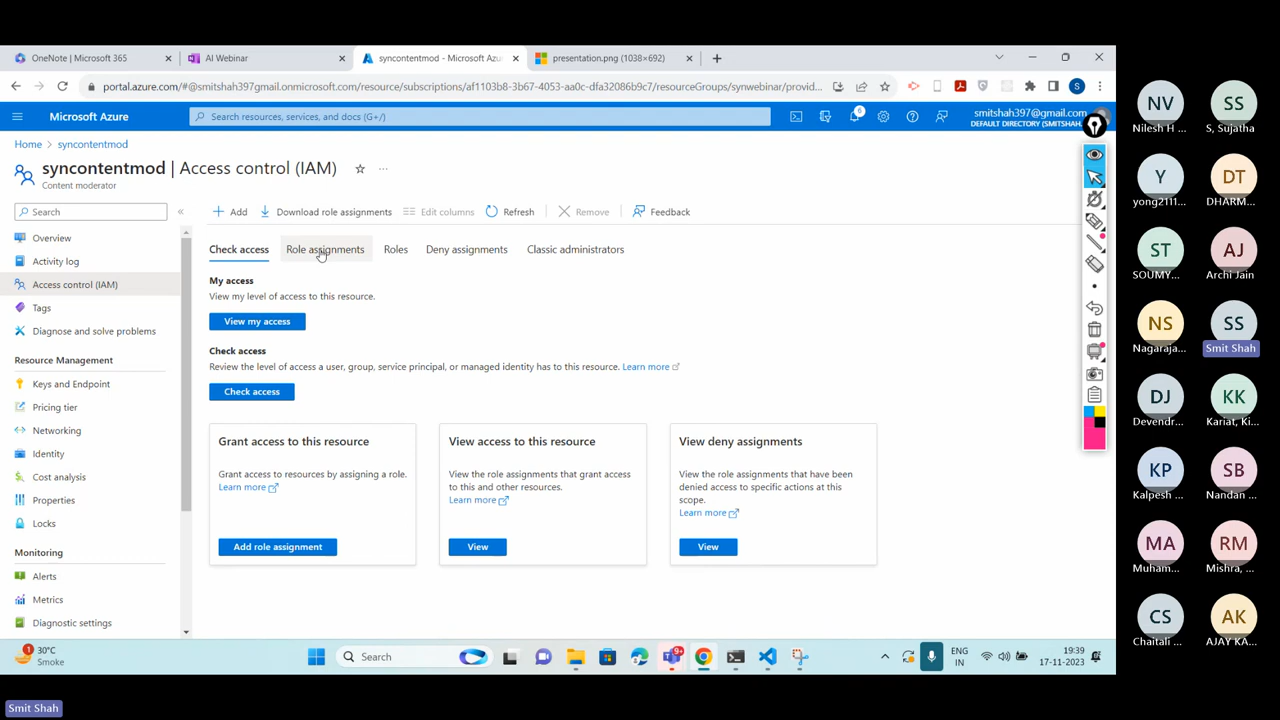 OneNote | Microsoft 365
AI Webinar
syncontentmod - Microsoft Azu
presentation.png (1038×692)
portal.azure.com/#@smitshah397gmail.onmicrosoft.com/resource/subscriptions/af1103b8-3b67-4053-aa0c-dfa32086b9c7/resourceGroups/synwebinar/provid...
S
Microsoft Azure
Search resources, services, and docs (G+/)
6
smitshah397@gmail.com
DEFAULT DIRECTORY (SMITSHAH...
Home > syncontentmod
syncontentmod | Access control (IAM)
Content moderator
Search
Overview
Activity log
Access control (IAM)
Tags
Diagnose and solve problems
Resource Management
Keys and Endpoint
Pricing tier
Networking
Identity
Cost analysis
Properties
Locks
Monitoring
Alerts
Metrics
Diagnostic settings
Add
Download role assignments
Edit columns
Refresh
Remove
Feedback
Check access
Role assignments
Roles
Deny assignments
Classic administrators
My access
View my level of access to this resource.
View my access
Check access
Review the level of access a user, group, service principal, or managed identity has to this resource. Learn more
Check access
Grant access to this resource
Grant access to resources by assigning a role.
Learn more
Add role assignment
View access to this resource
View the role assignments that grant access
to this and other resources.
Learn more
View
View deny assignments
View the role assignments that have been
denied access to specific actions at this
scope.
Learn more
View
1
30°C
Smoke
Search
9+
ENG
IN
19:39
17-11-2023
NV
Nilesh H ...
SS
S, Sujatha
Y
yong2111...
DT
DHARM...
ST
SOUMY...
AJ
Archi Jain
NS
Nagaraja...
SS
Smit Shah
DJ
Devendr...
KK
Kariat, Ki...
KP
Kalpesh ...
SB
Nandan ...
MA
Muham...
RM
Mishra, ...
CS
Chaitali ...
AK
AJAY KA...
Smit Shah